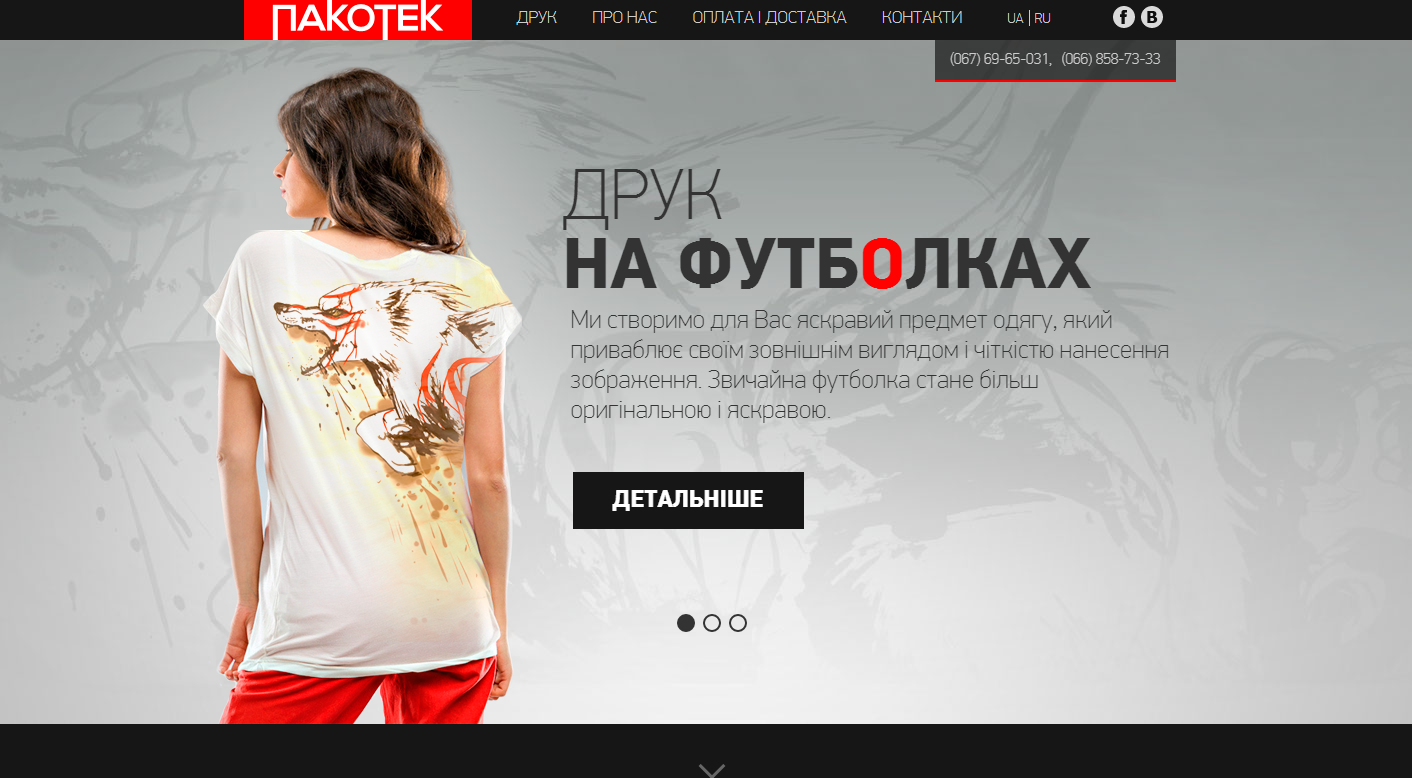 ПАКОТЕК
ДРУК ПРО НАС ОПЛАТА І ДОСТАВКА КОНТАКТИ UA | RU f B
(067) 69-65-031, (066) 858-73-33
ДРУК
НА ФУТБОЛКАХ
Ми створимо для Вас яскравий предмет одягу, який
приваблює своїм зовнішнім виглядом і чіткістю нанесення
зображення. Звичайна футболка стане більш
оригінальною і яскравою.
ДЕТАЛЬНІШЕ